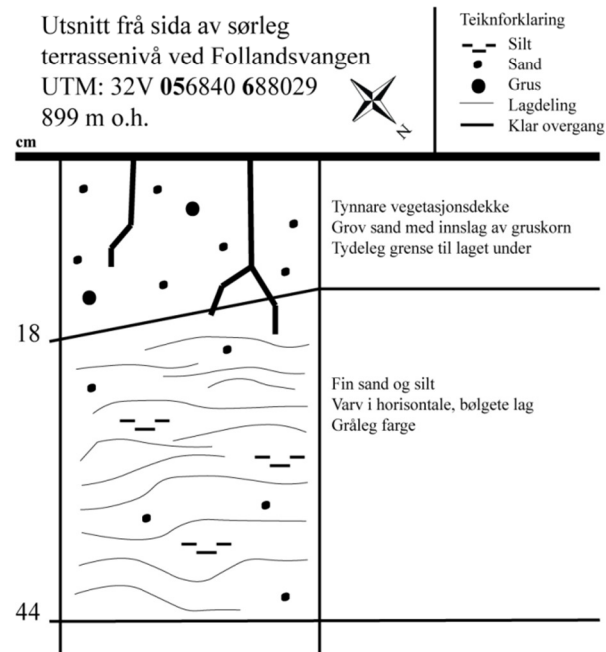 Utsnitt frå sida av sørleg
terrassenivå ved Follandsvangen
UTM: 32V 056840 688029
899 m o.h.
N
Teiknforklaring
Silt
Sand
Grus
Lagdeling
Klar overgang
cm
Tynnare vegetasjonsdekke
Grov sand med innslag av gruskorn
Tydeleg grense til laget under
18
Fin sand og silt
Varv i horisontale, bølgete lag
Gråleg farge
44